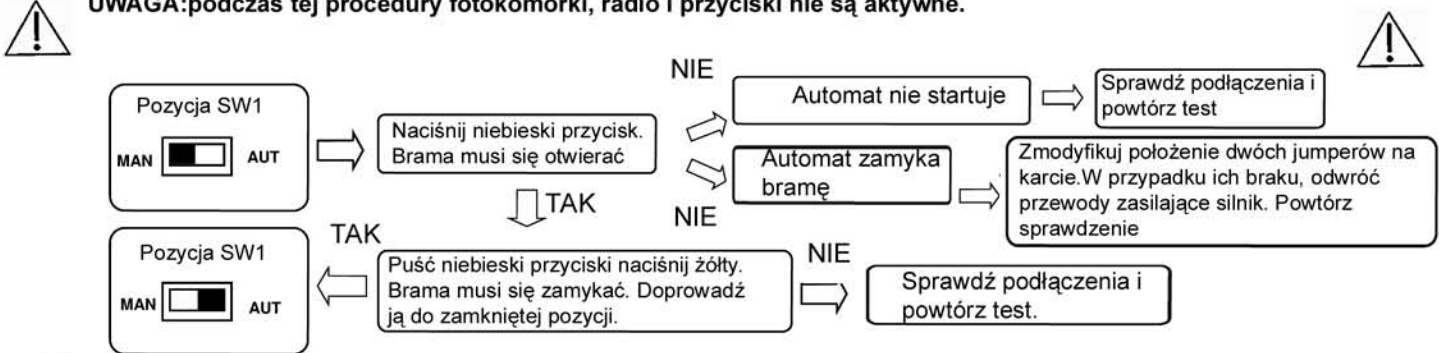 UWAGA:podczas tej procedury fotokomórki, radio i przyciski nie są aktywne.
Pozycja SW1
MAN AUT
Naciśnij niebieski przycisk.
Brama musi się otwierać
NIE
Automat nie startuje
Sprawdź podłączenia i
powtórz test
NIE
Automat zamyka
bramę
Zmodyfikuj położenie dwóch jumperów na
karcie.W przypadku ich braku, odwróć
przewody zasilające silnik. Powtórz
sprawdzenie
TAK
Puść niebieski przyciski naciśnij żółty.
Brama musi się zamykać. Doprowadź
ją do zamkniętej pozycji.
NIE
Sprawdź podłączenia i
powtórz test.
TAK
Pozycja SW1
MAN AUT